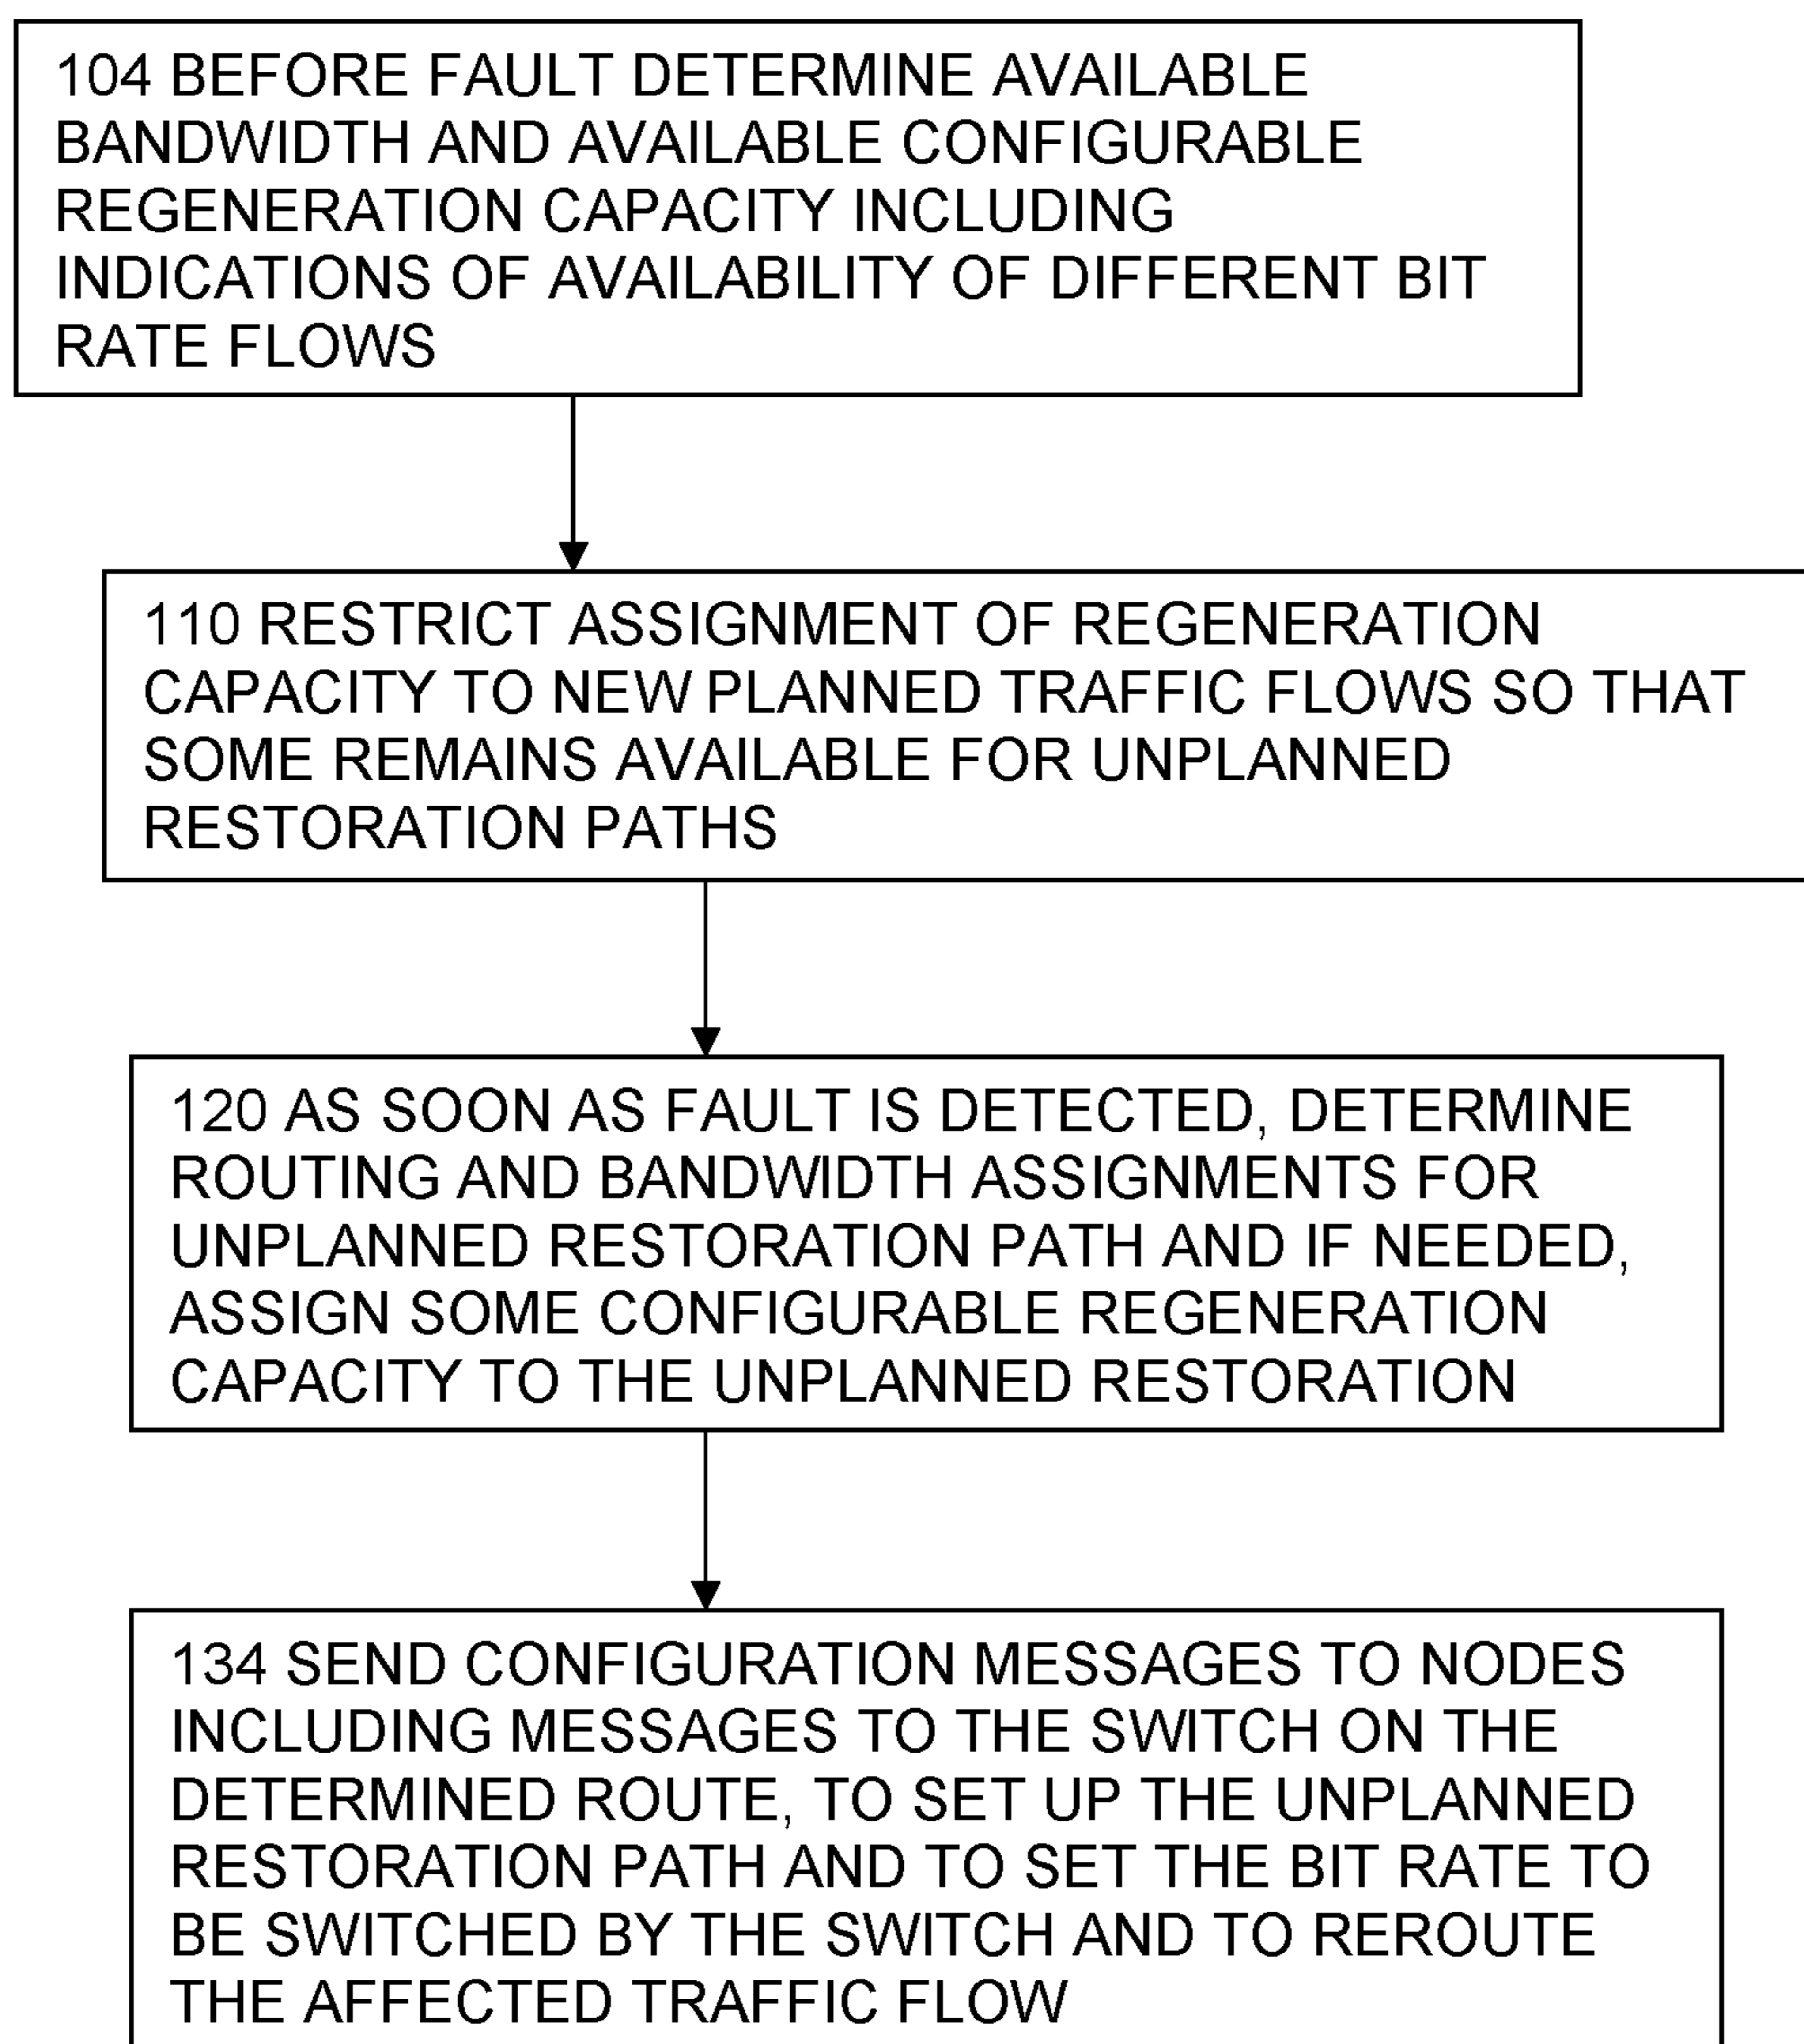 104 BEFORE FAULT DETERMINE AVAILABLE
BANDWIDTH AND AVAILABLE CONFIGURABLE
REGENERATION CAPACITY INCLUDING
INDICATIONS OF AVAILABILITY OF DIFFERENT BIT
RATE FLOWS
110 RESTRICT ASSIGNMENT OF REGENERATION
CAPACITY TO NEW PLANNED TRAFFIC FLOWS SO THAT
SOME REMAINS AVAILABLE FOR UNPLANNED
RESTORATION PATHS
120 AS SOON AS FAULT IS DETECTED, DETERMINE
ROUTING AND BANDWIDTH ASSIGNMENTS FOR
UNPLANNED RESTORATION PATH AND IF NEEDED,
ASSIGN SOME CONFIGURABLE REGENERATION
CAPACITY TO THE UNPLANNED RESTORATION
134 SEND CONFIGURATION MESSAGES TO NODES
INCLUDING MESSAGES TO THE SWITCH ON THE
DETERMINED ROUTE, TO SET UP THE UNPLANNED
RESTORATION PATH AND TO SET THE BIT RATE TO
BE SWITCHED BY THE SWITCH AND TO REROUTE
THE AFFECTED TRAFFIC FLOW